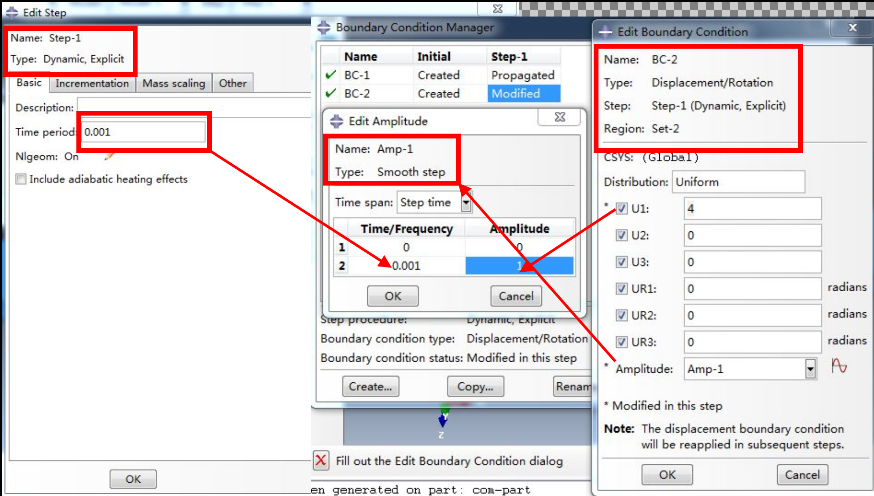 Edit Step
Name: Step-1
Type: Dynamic, Explicit
Basic Incrementation Mass scaling Other
Description:
Time period: 0.001
Nlgeom: On
Include adiabatic heating effects
OK
Boundary Condition Manager
Name Initial Step-1
BC-1 Created Propagated
BC-2 Created Modified
Edit Amplitude
Name: Amp-1
Type: Smooth step
Time span: Step time
Time/Frequency Amplitude
1 0 0
2 0.001 1
OK Cancel
Step procedure: Dynamic, Explicit
Boundary condition type: Displacement/Rotation
Boundary condition status: Modified in this step
Create... Copy... Renam
z
Fill out the Edit Boundary Condition dialog
en generated on part: com-part
Edit Boundary Condition
Name: BC-2
Type: Displacement/Rotation
Step: Step-1 (Dynamic, Explicit)
Region: Set-2
CSYS: (Global)
Distribution: Uniform
* U1: 4
U2: 0
U3: 0
UR1: 0 radians
UR2: 0 radians
UR3: 0 radians
* Amplitude: Amp-1
* Modified in this step
Note: The displacement boundary condition
will be reapplied in subsequent steps.
OK Cancel